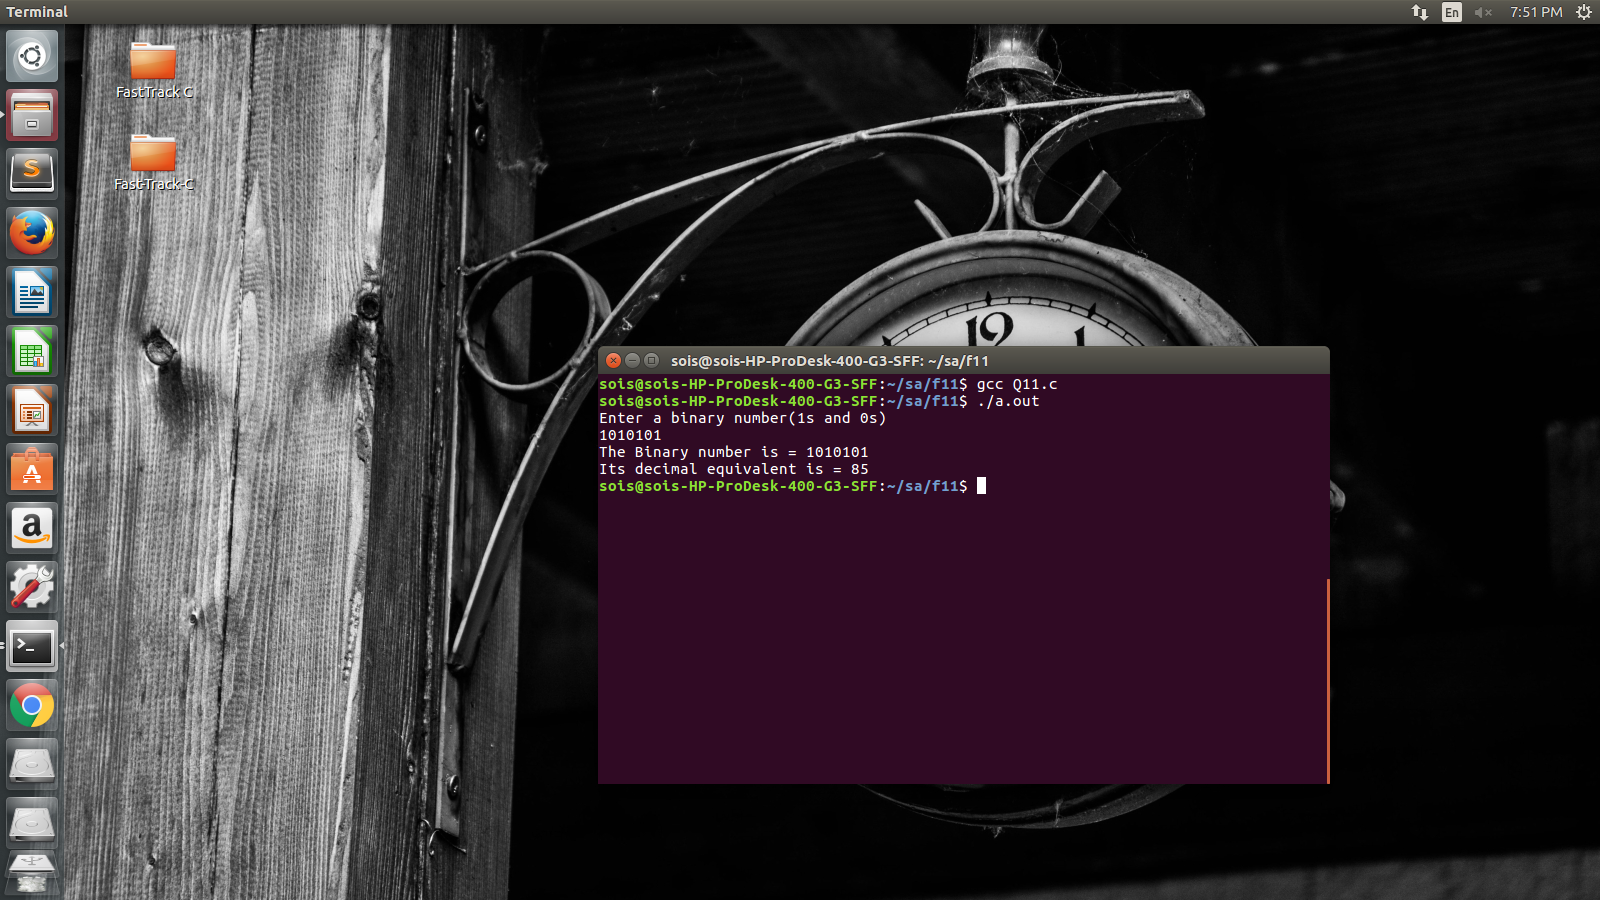 Terminal
En
7:51 PM
FastTrack C
Fast-Track-C
12
1
sois@sois-HP-ProDesk-400-G3-SFF: ~/sa/f11
sois@sois-HP-ProDesk-400-G3-SFF:~/sa/f11$ gcc Q11.c
sois@sois-HP-ProDesk-400-G3-SFF:~/sa/f11$ ./a.out
Enter a binary number(1s and 0s)
1010101
The Binary number is = 1010101
Its decimal equivalent is = 85
sois@sois-HP-ProDesk-400-G3-SFF:~/sa/f11$